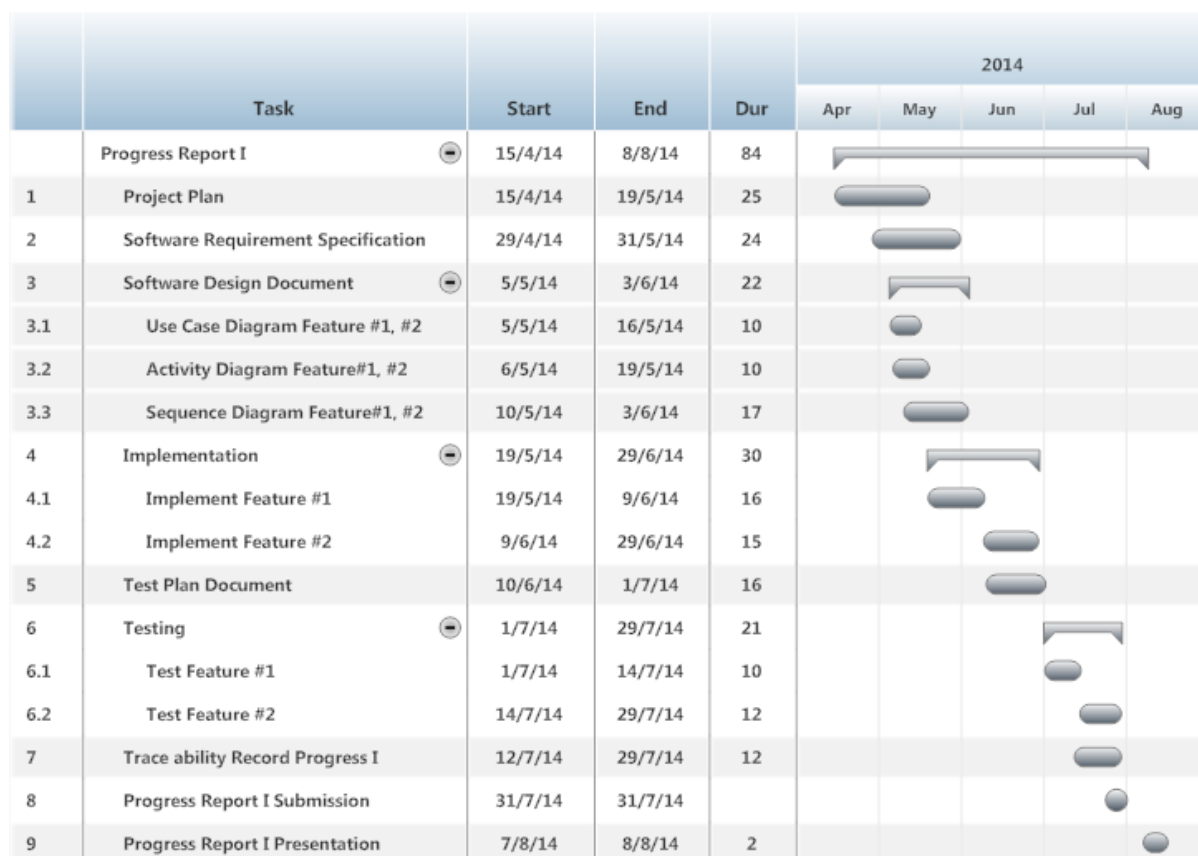 2014
Task Start End Dur Apr May Jun Jul Aug
Progress Report I 15/4/14 8/8/14 84
1 Project Plan 15/4/14 19/5/14 25
2 Software Requirement Specification 29/4/14 31/5/14 24
3 Software Design Document 5/5/14 3/6/14 22
3.1 Use Case Diagram Feature #1, #2 5/5/14 16/5/14 10
3.2 Activity Diagram Feature#1, #2 6/5/14 19/5/14 10
3.3 Sequence Diagram Feature#1, #2 10/5/14 3/6/14 17
4 Implementation 19/5/14 29/6/14 30
4.1 Implement Feature #1 19/5/14 9/6/14 16
4.2 Implement Feature #2 9/6/14 29/6/14 15
5 Test Plan Document 10/6/14 1/7/14 16
6 Testing 1/7/14 29/7/14 21
6.1 Test Feature #1 1/7/14 14/7/14 10
6.2 Test Feature #2 14/7/14 29/7/14 12
7 Trace ability Record Progress I 12/7/14 29/7/14 12
8 Progress Report I Submission 31/7/14 31/7/14
9 Progress Report I Presentation 7/8/14 8/8/14 2